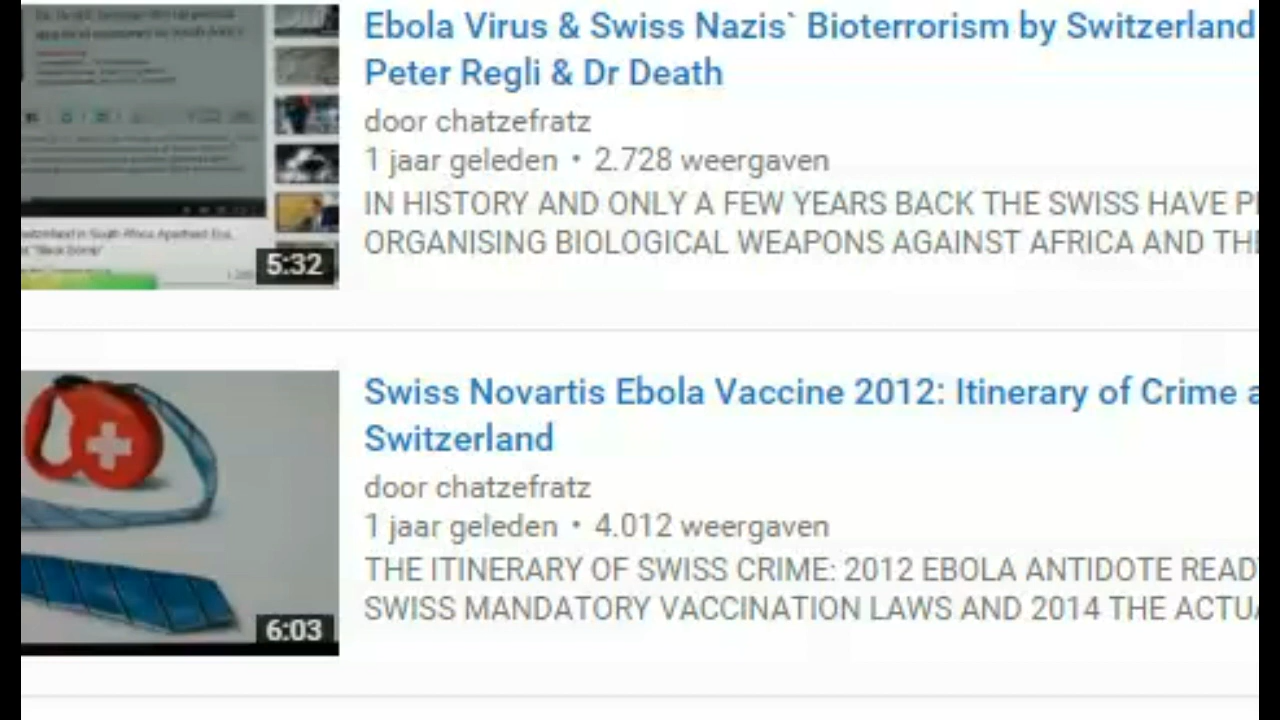 Ebola Virus & Swiss Nazis` Bioterrorism by Switzerland
Peter Regli & Dr Death
door chatzefratz
1 jaar geleden • 2.728 weergaven
IN HISTORY AND ONLY A FEW YEARS BACK THE SWISS HAVE
ORGANISING BIOLOGICAL WEAPONS AGAINST AFRICA AND
5:32
Swiss Novartis Ebola Vaccine 2012: Itinerary of Crime
Switzerland
door chatzefratz
1 jaar geleden • 4.012 weergaven
THE ITINERARY OF SWISS CRIME: 2012 EBOLA ANTIDOTE
SWISS MANDATORY VACCINATION LAWS AND 2014 THE
6:03